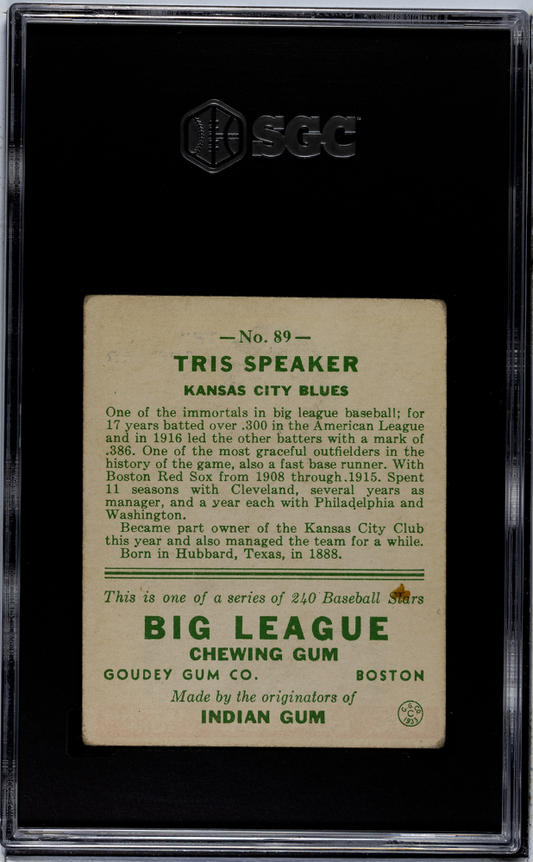 SGC
— No. 89 —
TRIS SPEAKER
KANSAS CITY BLUES
One of the immortals in big league baseball; for
17 years batted over .300 in the American League
and in 1916 led the other batters with a mark of
.386. One of the most graceful outfielders in the
history of the game, also a fast base runner. With
Boston Red Sox from 1908 through 1915. Spent
11 seasons with Cleveland, several years as
manager, and a year each with Philadelphia and
Washington.
Became part owner of the Kansas City Club
this year and also managed the team for a while.
Born in Hubbard, Texas, in 1888.
This is one of a series of 240 Baseball Stars
BIG LEAGUE
CHEWING GUM
GOUDEY GUM CO. BOSTON
Made by the originators of
INDIAN GUM
G. G. CO.
C
1933